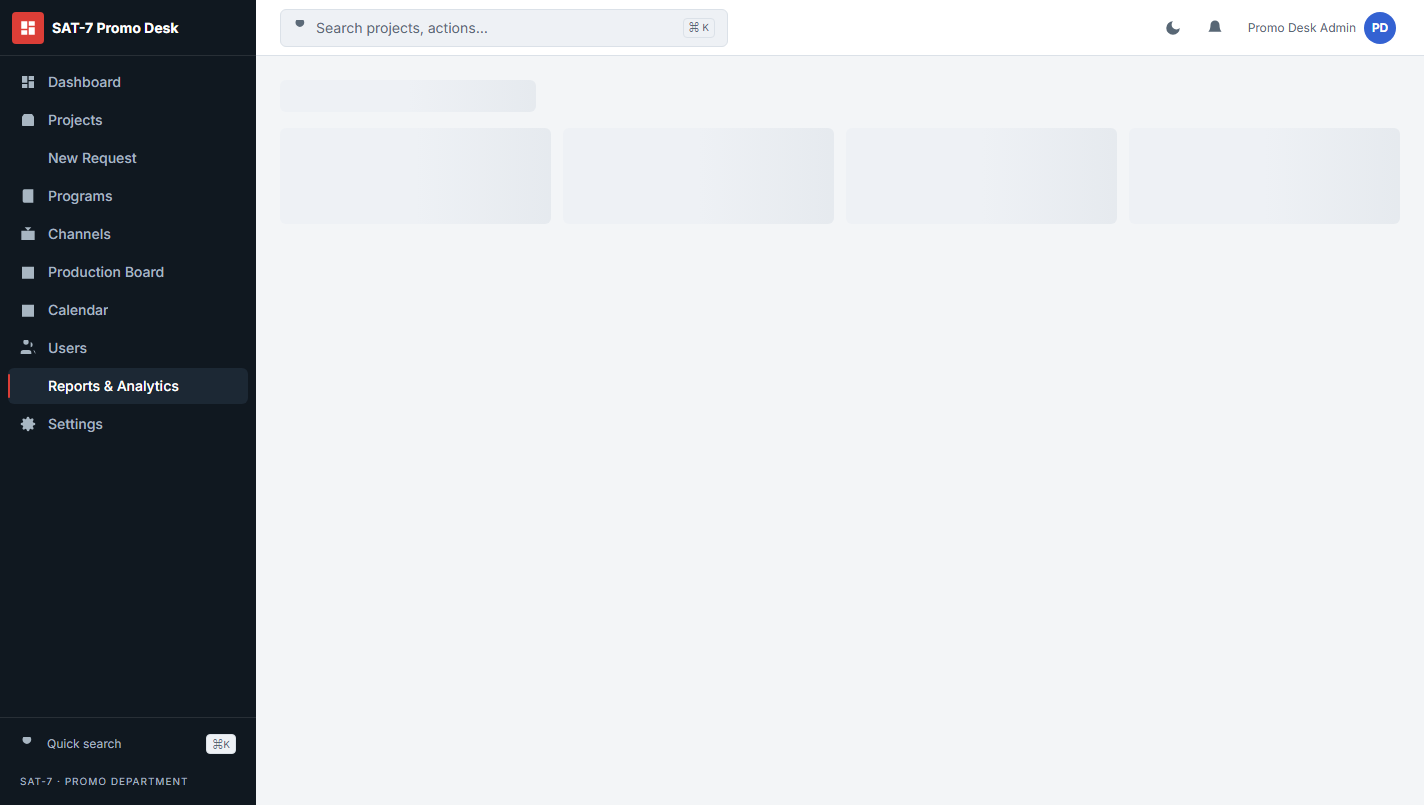 SAT-7 Promo Desk
Search projects, actions...
⌘ K
Promo Desk Admin
PD
Dashboard
Projects
New Request
Programs
Channels
Production Board
Calendar
Users
Reports & Analytics
Settings
Quick search
⌘K
SAT-7 · PROMO DEPARTMENT